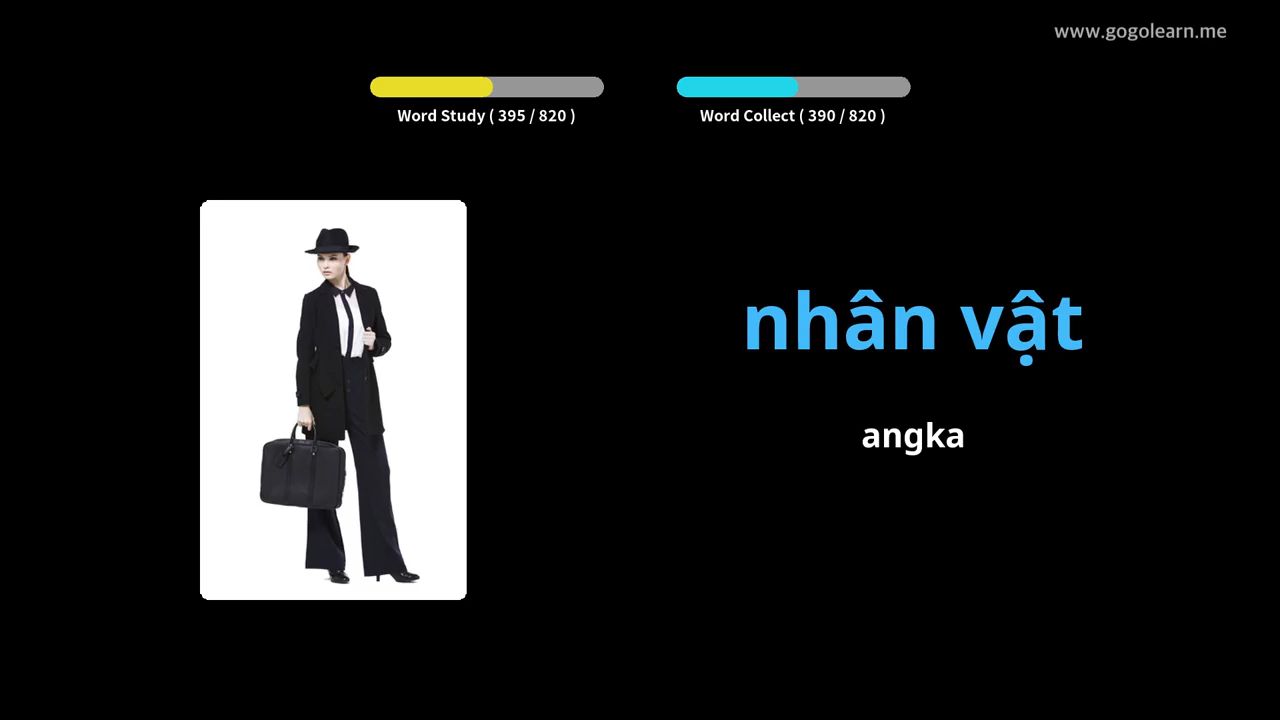 www.gogolearn.me
Word Study ( 395 / 820 )
Word Collect ( 390 / 820 )
nhân vật
angka